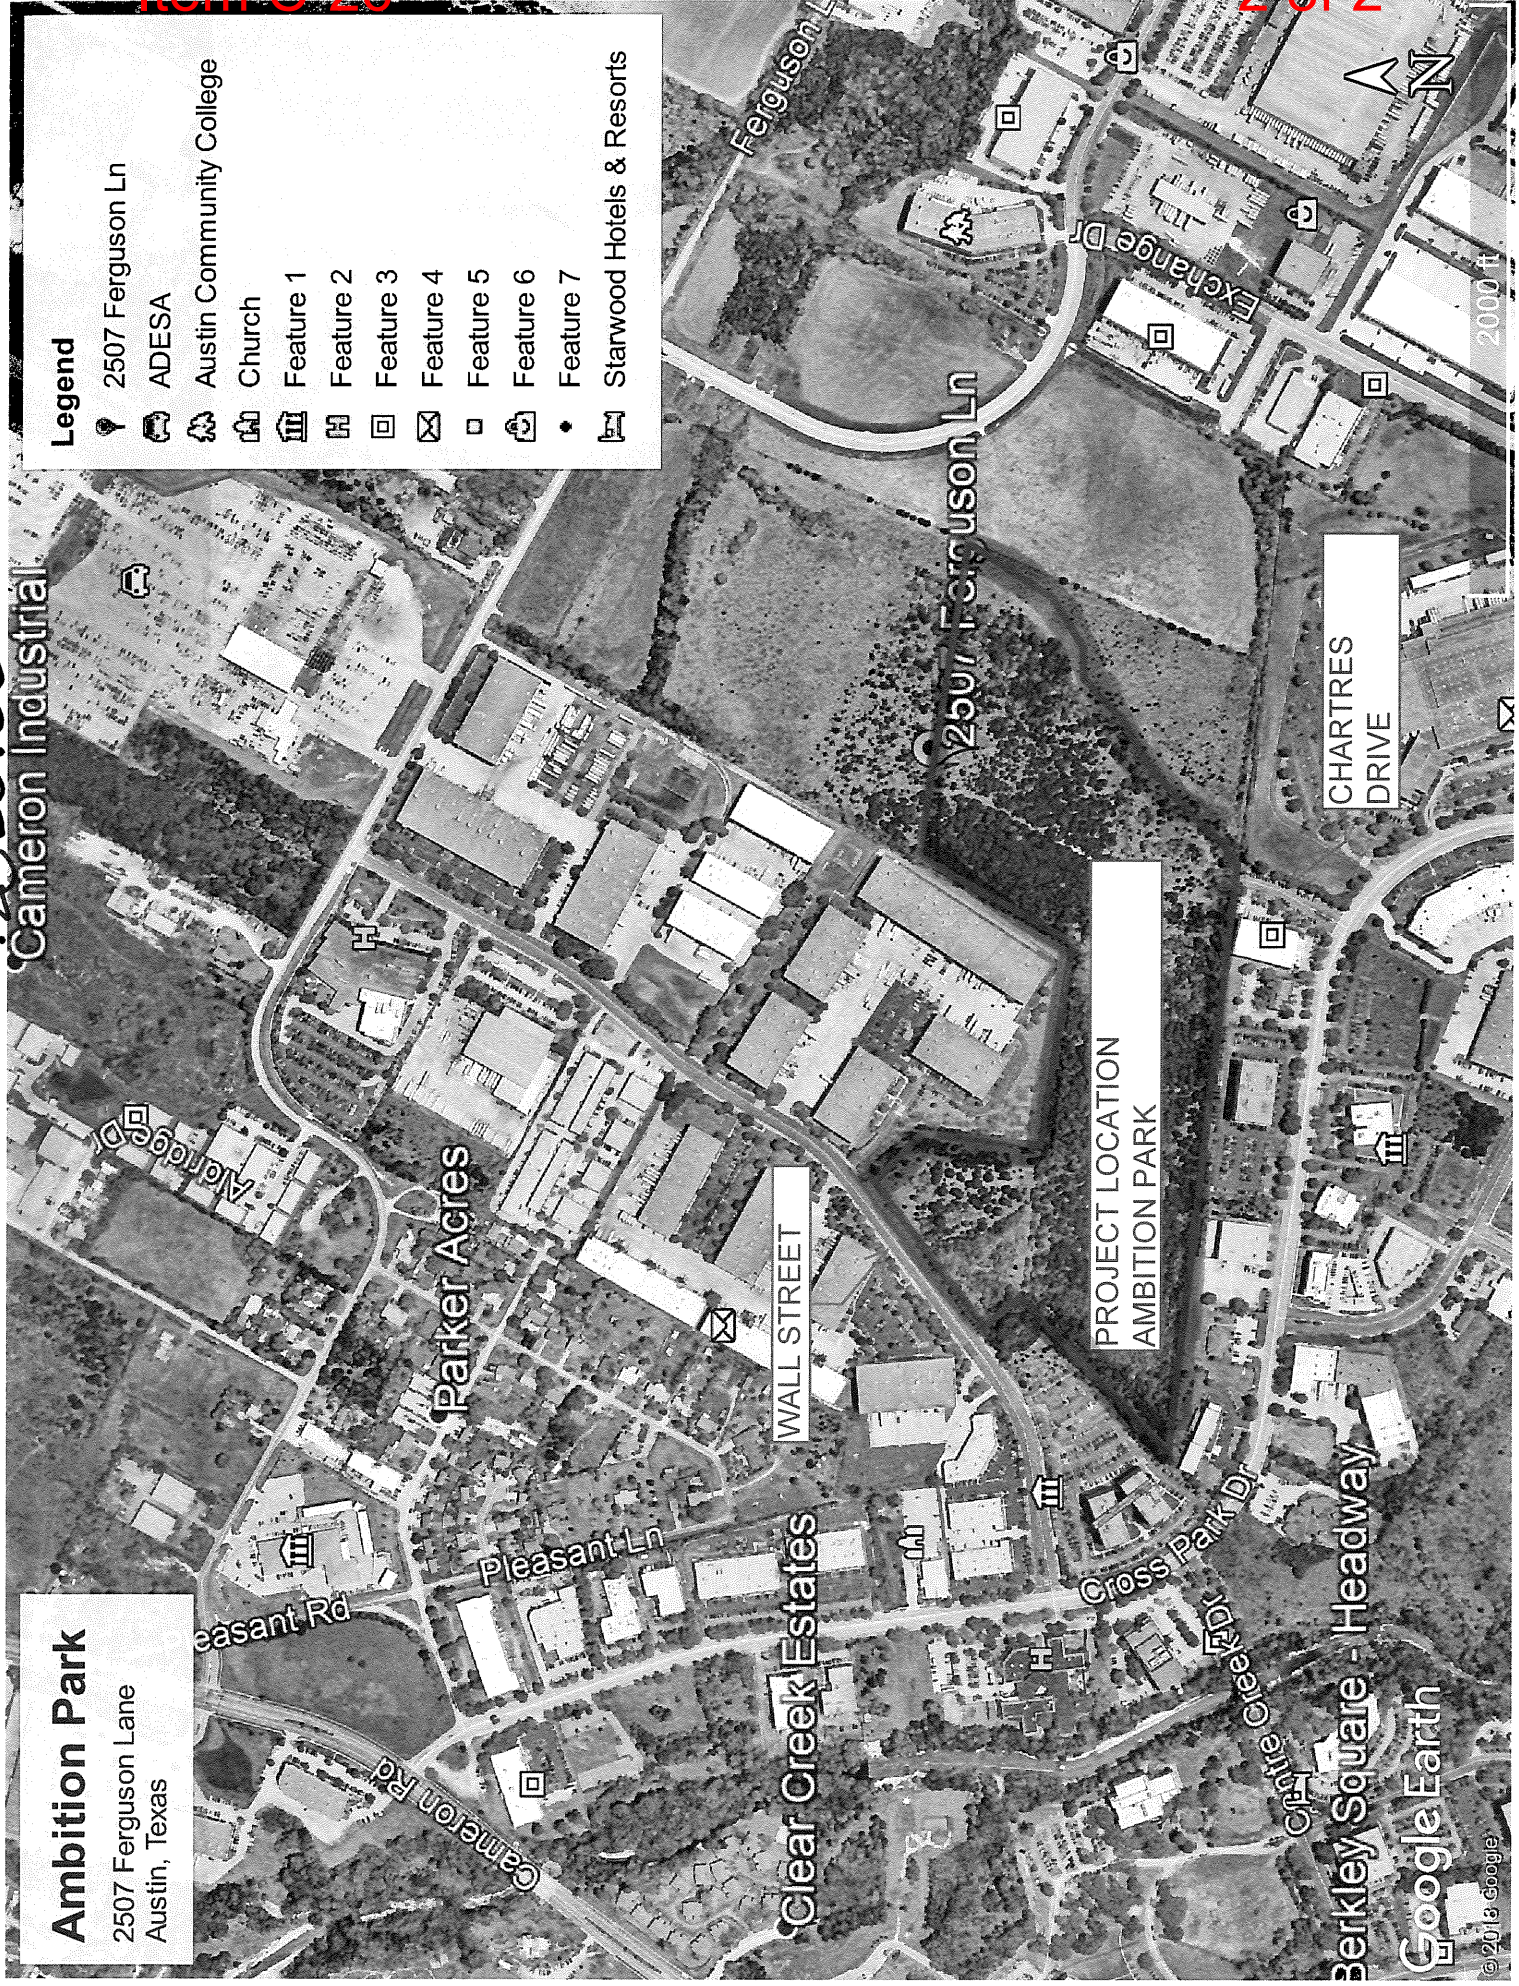 Ambition Park
2507 Ferguson Lane
Austin, Texas
Legend
2507 Ferguson Ln
ADESA
Austin Community College
Church
Feature 1
Feature 2
Feature 3
Feature 4
Feature 5
Feature 6
Feature 7
Starwood Hotels & Resorts
Cameron Industrial
Aldridge Dr
Parker Acres
Pleasant Ln
Cameron Rd
Clear Creek Estates
WALL STREET
Ferguson L
2507 Ferguson Ln
Exchange Dr
PROJECT LOCATION
AMBITION PARK
CHARTRES
DRIVE
Cross Park Dr
Centre Creek Dr
Berkley Square - Headway
Google Earth
© 2018 Google
2000 ft
N
H
H